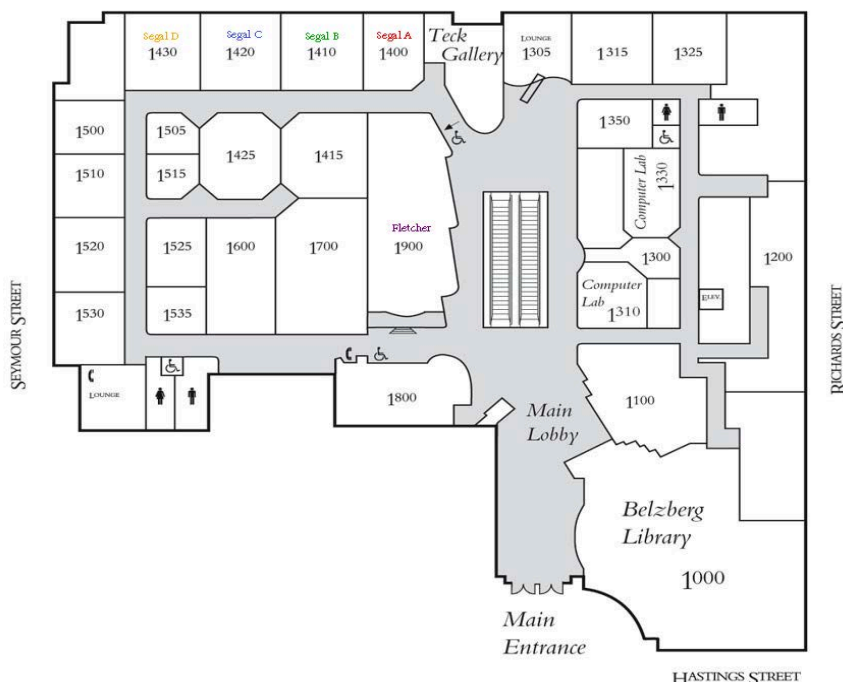 Segal D
1430
Segal C
1420
Segal B
1410
Segal A
1400
Teck
Gallery
LOUNGE
1305
1315
1325
1500
1505
1425
1415
1350
1510
1515
Computer Lab
1330
Fletcher
1900
1520
1525
1600
1700
1300
1200
Computer
Lab
1310
ELEV.
1530
1535
SEYMOUR STREET
RICHARDS STREET
LOUNGE
1800
Main
Lobby
1100
Belzberg
Library
1000
Main
Entrance
HASTINGS STREET